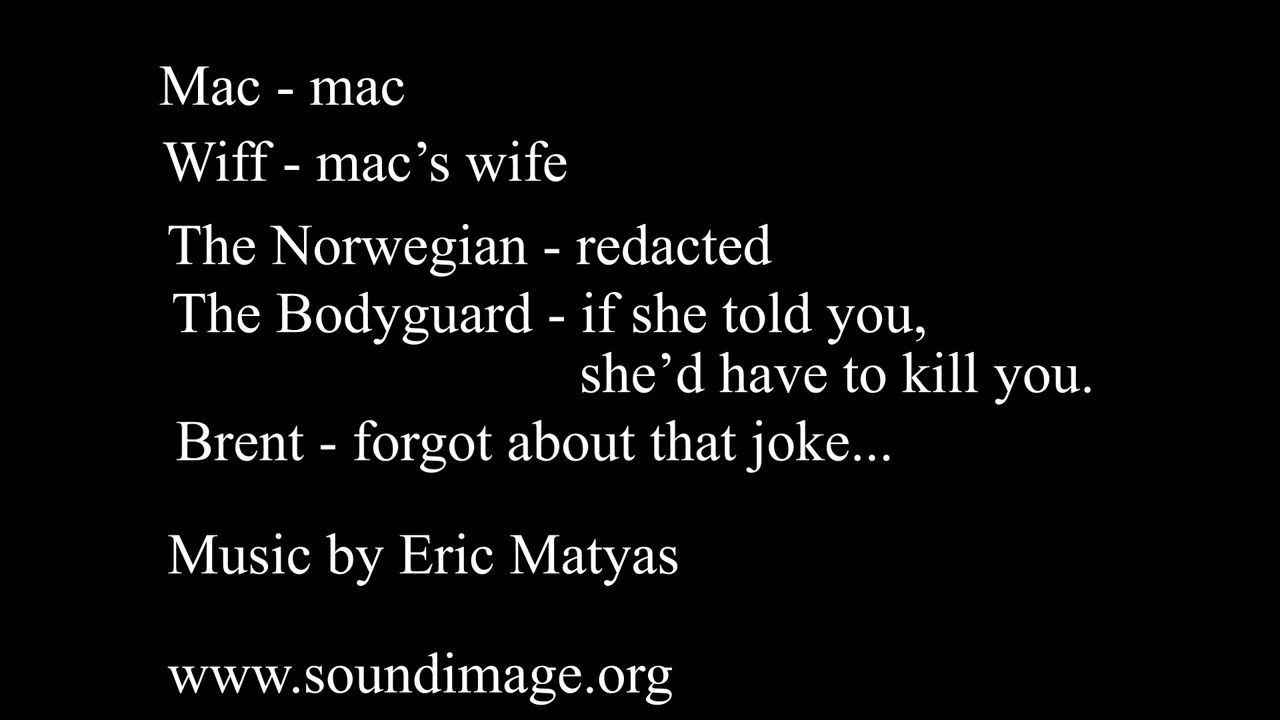 Mac - mac
Wiff - mac’s wife
The Norwegian - redacted
The Bodyguard - if she told you,
she’d have to kill you.
Brent - forgot about that joke...
Music by Eric Matyas
www.soundimage.org